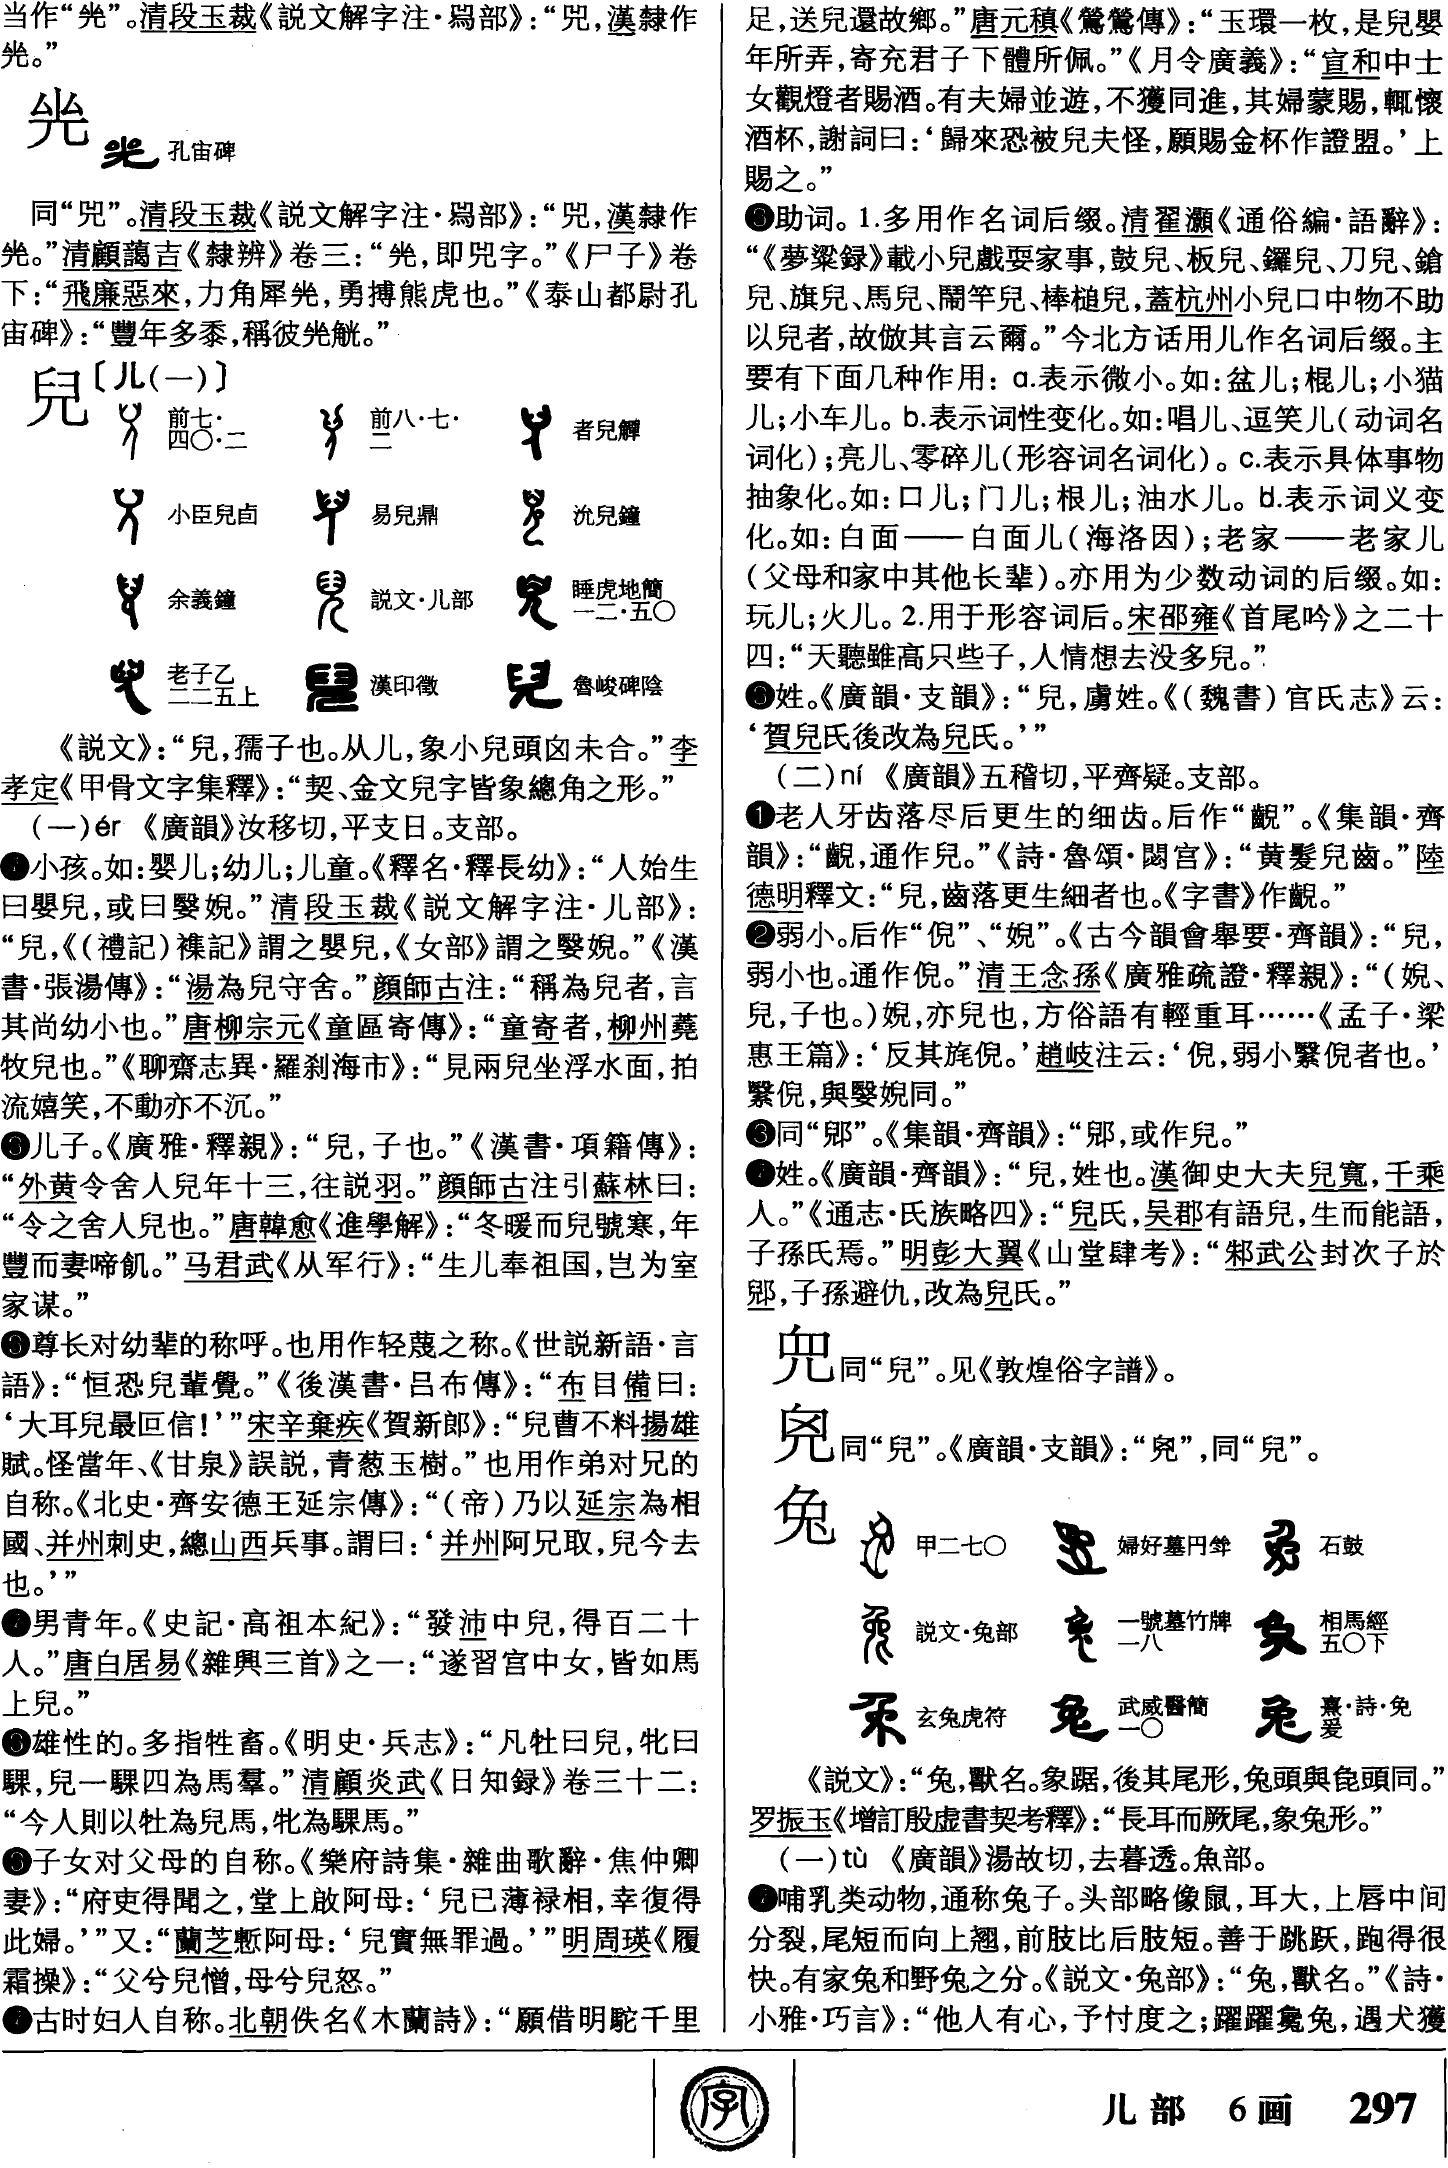 当作“𠒃”。清段玉裁《説文解字注·舄部》：“兕，漢隸作
𠒃。”
𠒃
孔宙碑
同“兕”。清段玉裁《説文解字注·舄部》：“兕，漢隸作
𠒃。”清顧藹吉《隸辨》卷三：“𠒃，即兕字。”《尸子》卷
下：“飛廉惡來，力角犀𠒃，勇搏熊虎也。”《泰山都尉孔
宙碑》：“豐年多黍，稱彼𠒃觥。”
兒〔儿(一)〕
前七·四〇·二 前八·七·二 者兒觶
小臣兒卣 易兒鼎 沇兒鐘
余義鐘 説文·儿部 睡虎地簡一二·五〇
老子乙二二五上 漢印徵 魯峻碑陰
《説文》：“兒，孺子也。从儿，象小兒頭囟未合。”李
孝定《甲骨文字集釋》：“契、金文兒字皆象總角之形。”
(一)ér 《廣韻》汝移切，平支日。支部。
❶小孩。如：婴儿；幼儿；儿童。《釋名·釋長幼》：“人始生
曰嬰兒，或曰嫛婗。”清段玉裁《説文解字注·儿部》：
“兒，《(禮記)襍記》謂之嬰兒，《女部》謂之嫛婗。”《漢
書·張湯傳》：“湯為兒守舍。”顔師古注：“稱為兒者，言
其尚幼小也。”唐柳宗元《童區寄傳》：“童寄者，柳州蕘
牧兒也。”《聊齋志異·羅刹海市》：“見兩兒坐浮水面，拍
流嬉笑，不動亦不沉。”
❷儿子。《廣雅·釋親》：“兒，子也。”《漢書·項籍傳》：
“外黄令舍人兒年十三，往説羽。”顔師古注引蘇林曰：
“令之舍人兒也。”唐韓愈《進學解》：“冬暖而兒號寒，年
豐而妻啼飢。”马君武《从军行》：“生儿奉祖国，岂为室
家谋。”
❸尊长对幼辈的称呼。也用作轻蔑之称。《世説新語·言
語》：“恒恐兒輩覺。”《後漢書·吕布傳》：“布目備曰：
‘大耳兒最叵信！’”宋辛棄疾《賀新郎》：“兒曹不料揚雄
賦。怪當年、《甘泉》誤説，青葱玉樹。”也用作弟对兄的
自称。《北史·齊安德王延宗傳》：“(帝)乃以延宗為相
國、并州刺史，總山西兵事。謂曰：‘并州阿兄取，兒今去
也。’”
❹男青年。《史記·高祖本紀》：“發沛中兒，得百二十
人。”唐白居易《雜興三首》之一：“遂習宫中女，皆如馬
上兒。”
❺雄性的。多指牲畜。《明史·兵志》：“凡牡曰兒，牝曰
騍，兒一騍四為馬羣。”清顧炎武《日知録》卷三十二：
“今人則以牡為兒馬，牝為騍馬。”
❻子女对父母的自称。《樂府詩集·雜曲歌辭·焦仲卿
妻》：“府吏得聞之，堂上啟阿母：‘兒已薄禄相，幸復得
此婦。’”又：“蘭芝慙阿母：‘兒實無罪過。’”明周瑛《履
霜操》：“父兮兒憎，母兮兒怒。”
❼古时妇人自称。北朝佚名《木蘭詩》：“願借明駝千里
足，送兒還故鄉。”唐元稹《鶯鶯傳》：“玉環一枚，是兒嬰
年所弄，寄充君子下體所佩。”《月令廣義》：“宣和中士
女觀燈者賜酒。有夫婦並遊，不獲同進，其婦蒙賜，輒懷
酒杯，謝詞曰：‘歸來恐被兒夫怪，願賜金杯作證盟。’上
賜之。”
❽助词。1.多用作名词后缀。清翟灝《通俗編·語辭》：
“《夢粱録》載小兒戲耍家事，鼓兒、板兒、鑼兒、刀兒、鎗
兒、旗兒、馬兒、鬧竿兒、棒槌兒，蓋杭州小兒口中物不助
以兒者，故倣其言云爾。”今北方话用儿作名词后缀。主
要有下面几种作用：a.表示微小。如：盆儿；棍儿；小猫
儿；小车儿。b.表示词性变化。如：唱儿、逗笑儿(动词名
词化)；亮儿、零碎儿(形容词名词化)。c.表示具体事物
抽象化。如：口儿；门儿；根儿；油水儿。d.表示词义变
化。如：白面——白面儿(海洛因)；老家——老家儿
(父母和家中其他长辈)。亦用为少数动词的后缀。如：
玩儿；火儿。2.用于形容词后。宋邵雍《首尾吟》之二十
四：“天聽雖高只些子，人情想去没多兒。”
❾姓。《廣韻·支韻》：“兒，虜姓。《(魏書)官氏志》云：
‘賀兒氏後改為兒氏。’”
(二)ní 《廣韻》五稽切，平齊疑。支部。
❶老人牙齿落尽后更生的细齿。后作“齯”。《集韻·齊
韻》：“齯，通作兒。”《詩·魯頌·閟宫》：“黄髮兒齒。”陸
德明釋文：“兒，齒落更生細者也。《字書》作齯。”
❷弱小。后作“倪”、“婗”。《古今韻會舉要·齊韻》：“兒，
弱小也。通作倪。”清王念孫《廣雅疏證·釋親》：“(婗、
兒，子也。)婗，亦兒也，方俗語有輕重耳……《孟子·梁
惠王篇》：‘反其旄倪。’趙岐注云：‘倪，弱小繄倪者也。’
繄倪，與嫛婗同。”
❸同“郳”。《集韻·齊韻》：“郳，或作兒。”
❹姓。《廣韻·齊韻》：“兒，姓也。漢御史大夫兒寬，千乘
人。”《通志·氏族略四》：“兒氏，吴郡有語兒，生而能語，
子孫氏焉。”明彭大翼《山堂肆考》：“邾武公封次子於
郳，子孫避仇，改為兒氏。”
同“兒”。见《敦煌俗字譜》。
同“兒”。《廣韻·支韻》：“”，同“兒”。
兔
甲二七〇 婦好墓円斝 石鼓
説文·兔部 一號墓竹牌一八 相馬經五〇下
玄兔虎符 武威醫簡一〇 熹·詩·兔爰
《説文》：“兔，獸名。象踞，後其尾形，兔頭與㲋頭同。”
罗振玉《增訂殷虚書契考釋》：“長耳而厥尾，象兔形。”
(一)tù 《廣韻》湯故切，去暮透。魚部。
❶哺乳类动物，通称兔子。头部略像鼠，耳大，上唇中间
分裂，尾短而向上翘，前肢比后肢短。善于跳跃，跑得很
快。有家兔和野兔之分。《説文·兔部》：“兔，獸名。”《詩·
小雅·巧言》：“他人有心，予忖度之；躍躍毚兔，遇犬獲
字
儿部 6画 297